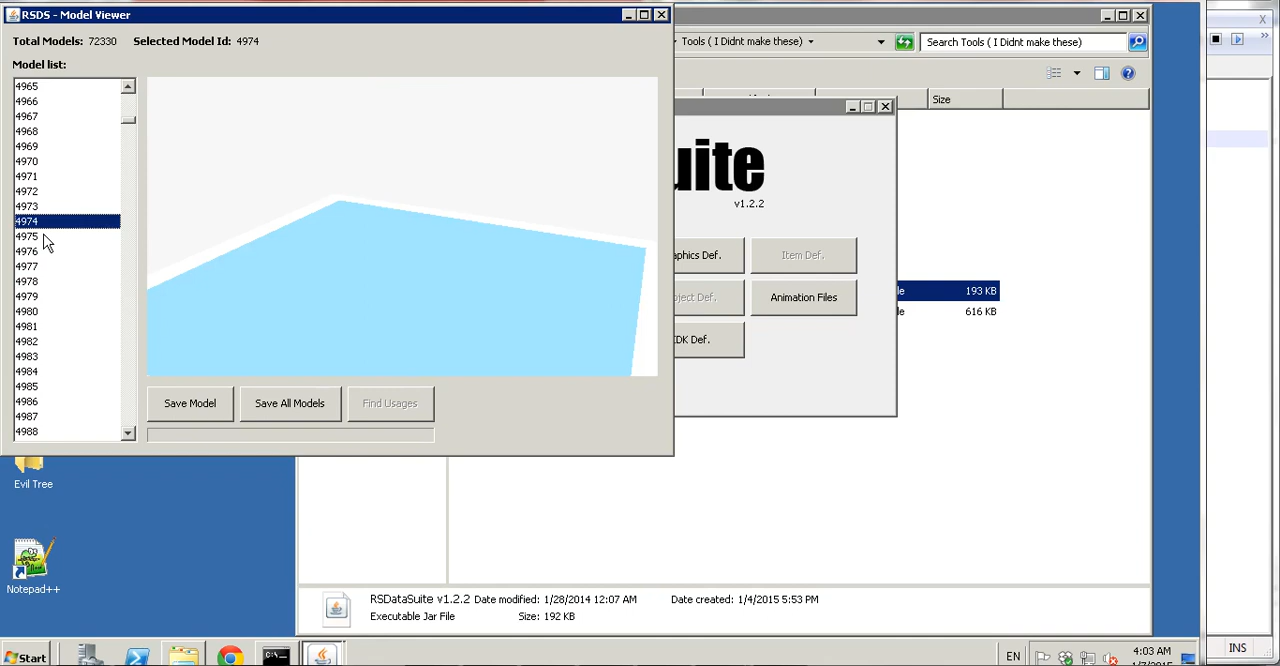 RSDS - Model Viewer
Total Models: 72330 Selected Model Id: 4974
Model list:
4965
4966
4967
4968
4969
4970
4971
4972
4973
4974
4975
4976
4977
4978
4979
4980
4981
4982
4983
4984
4985
4986
4987
4988
Save Model
Save All Models
Find Usages
Tools ( I Didnt make these)
Search Tools ( I Didnt make these)
Size
uite
v1.2.2
aphics Def.
Item Def.
ject Def.
Animation Files
DK Def.
le 193 KB
le 616 KB
Evil Tree
Notepad++
RSDataSuite v1.2.2 Date modified: 1/28/2014 12:07 AM Date created: 1/4/2015 5:53 PM
Executable Jar File Size: 192 KB
Start
EN
4:03 AM
INS